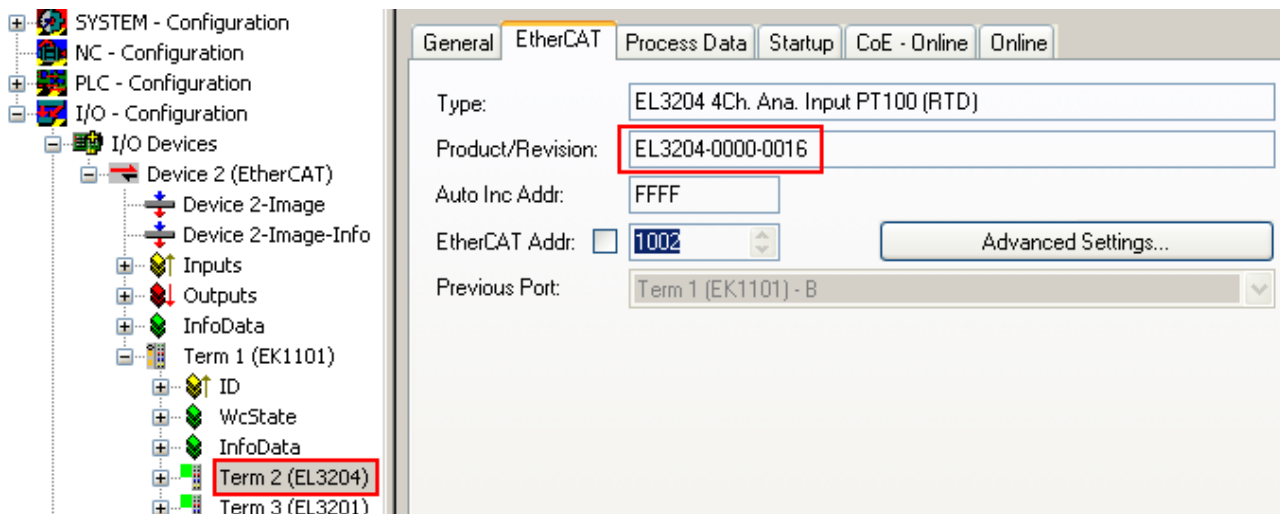 SYSTEM - Configuration
NC - Configuration
PLC - Configuration
I/O - Configuration
I/O Devices
Device 2 (EtherCAT)
Device 2-Image
Device 2-Image-Info
Inputs
Outputs
InfoData
Term 1 (EK1101)
ID
WcState
InfoData
Term 2 (EL3204)
Term 3 (EL3201)
General EtherCAT Process Data Startup CoE - Online Online
Type: EL3204 4Ch. Ana. Input PT100 (RTD)
Product/Revision: EL3204-0000-0016
Auto Inc Addr: FFFF
EtherCAT Addr: 1002 Advanced Settings...
Previous Port: Term 1 (EK1101) - B